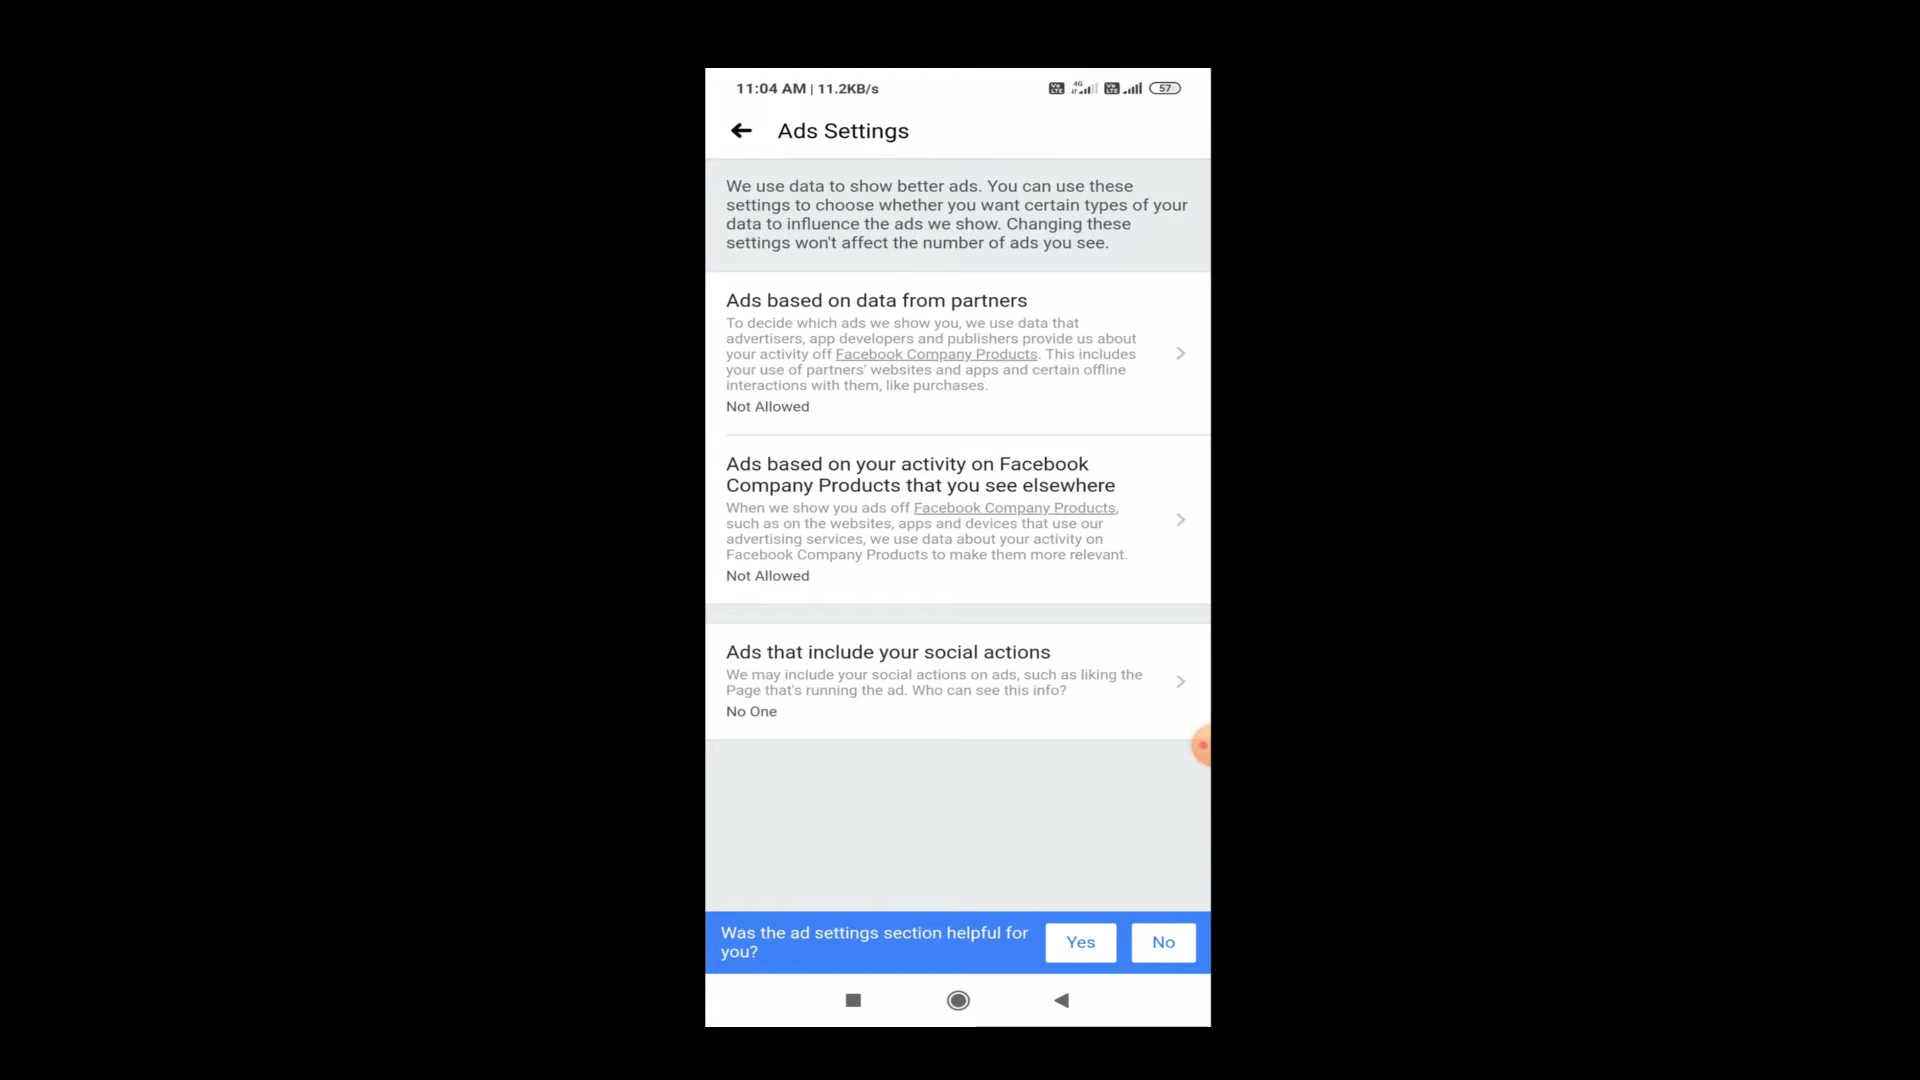 11:04 AM | 11.2KB/s
Vo LTE 4G Vo LTE 57
Ads Settings
We use data to show better ads. You can use these
settings to choose whether you want certain types of your
data to influence the ads we show. Changing these
settings won't affect the number of ads you see.
Ads based on data from partners
To decide which ads we show you, we use data that
advertisers, app developers and publishers provide us about
your activity off Facebook Company Products. This includes
your use of partners' websites and apps and certain offline
interactions with them, like purchases.
Not Allowed
Ads based on your activity on Facebook
Company Products that you see elsewhere
When we show you ads off Facebook Company Products,
such as on the websites, apps and devices that use our
advertising services, we use data about your activity on
Facebook Company Products to make them more relevant.
Not Allowed
Ads that include your social actions
We may include your social actions on ads, such as liking the
Page that's running the ad. Who can see this info?
No One
Was the ad settings section helpful for
you?
Yes
No